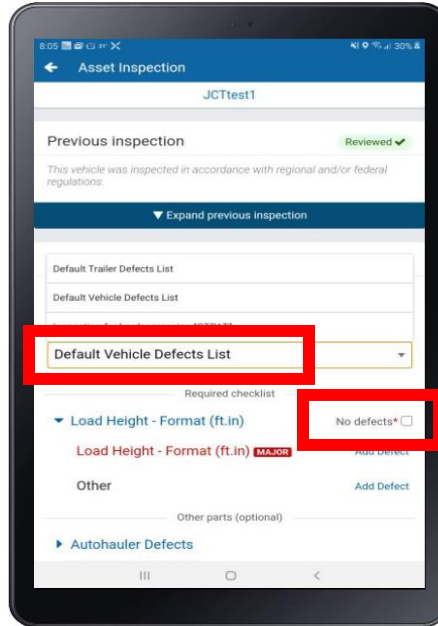 8:05
30%
Asset Inspection
JCTtest1
Previous inspection Reviewed
This vehicle was inspected in accordance with regional and/or federal
regulations.
Expand previous inspection
Default Trailer Defects List
Default Vehicle Defects List
Default Vehicle Defects List
Required checklist
Load Height - Format (ft.in) No defects*
Load Height - Format (ft.in) MAJOR Add Defect
Other Add Defect
Other parts (optional)
Autohauler Defects